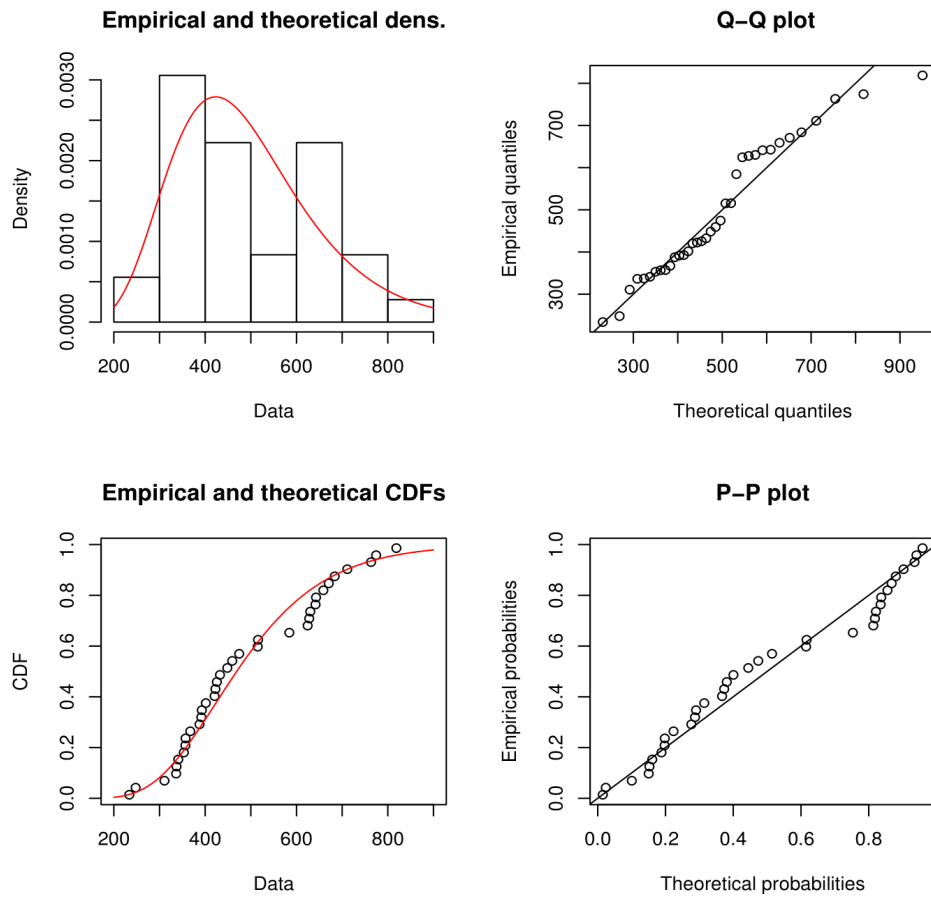 Empirical and theoretical dens.
Density
0.0000 0.0010 0.0020 0.0030
200 400 600 800
Data
Q−Q plot
Empirical quantiles
300 500 700
300 500 700 900
Theoretical quantiles
Empirical and theoretical CDFs
CDF
0.0 0.2 0.4 0.6 0.8 1.0
200 400 600 800
Data
P−P plot
Empirical probabilities
0.0 0.2 0.4 0.6 0.8 1.0
0.0 0.2 0.4 0.6 0.8
Theoretical probabilities